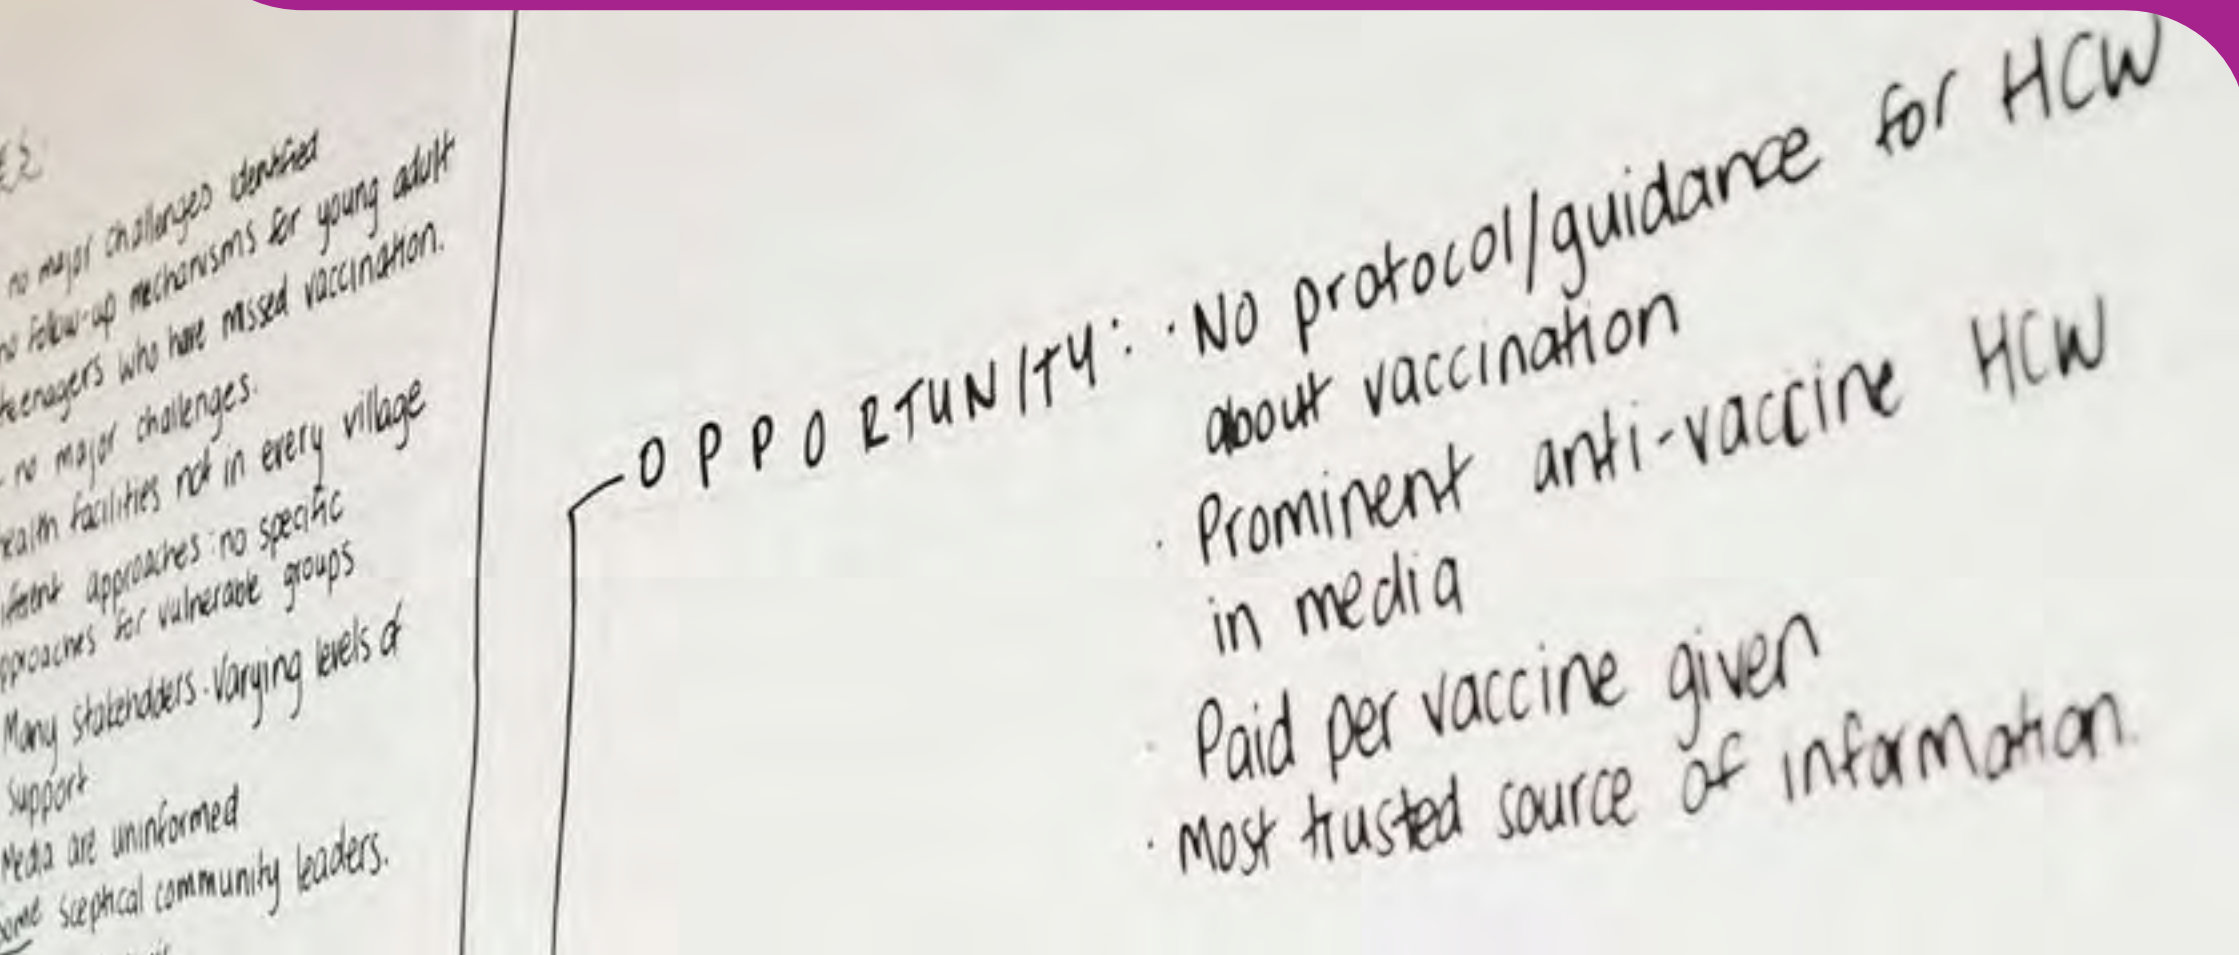 no major challenges identified
no follow-up mechanisms for young adult
teenagers who have missed vaccination.
- no major challenges.
health facilities not in every village
approaches: no specific
approaches for vulnerable groups
Many stakeholders. Varying levels of
support
Media are uninformed
some sceptical community leaders.
OPPORTUNITY: · No protocol/guidance for HCW
about vaccination
· Prominent anti-vaccine HCW
in media
· Paid per vaccine given
· Most trusted source of information.